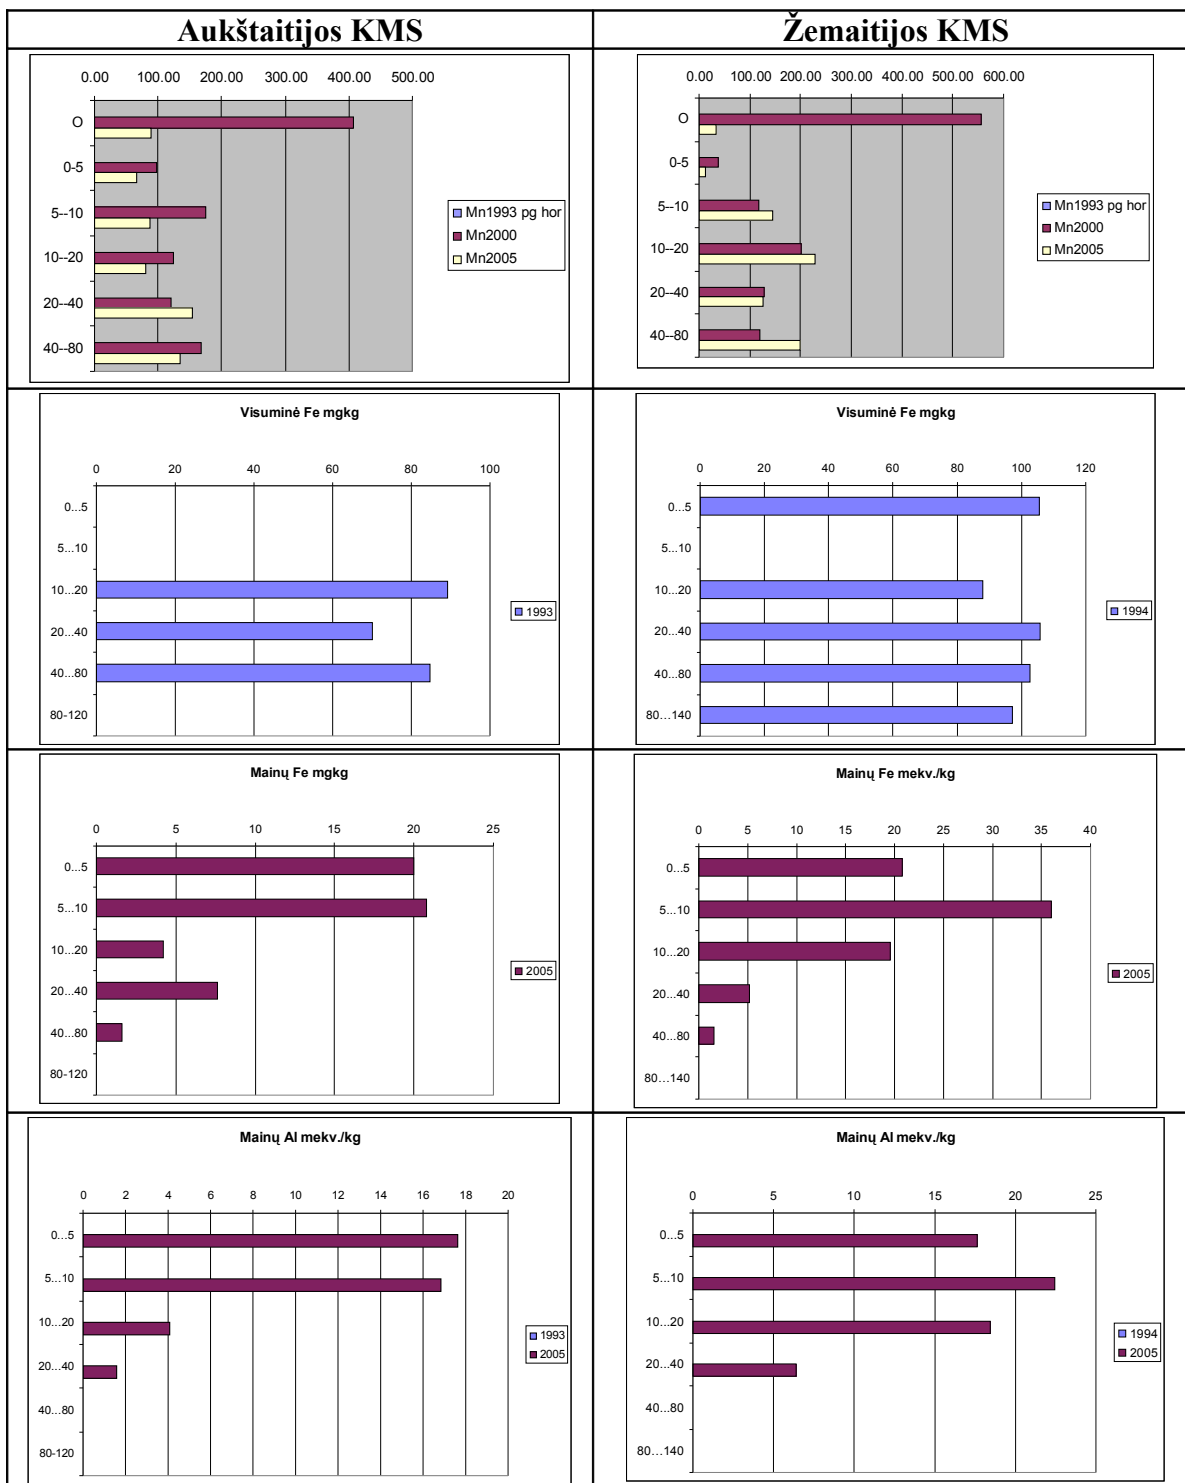 Aukštaitijos KMS
Žemaitijos KMS
0.00 100.00 200.00 300.00 400.00 500.00
O
0-5
5--10
10--20
20--40
40--80
Mn1993 pg hor
Mn2000
Mn2005
0.00 100.00 200.00 300.00 400.00 500.00 600.00
O
0-5
5--10
10--20
20--40
40--80
Mn1993 pg hor
Mn2000
Mn2005
Visuminė Fe mgkg
0 20 40 60 80 100
0...5
5...10
10...20
20...40
40...80
80-120
1993
Visuminė Fe mg/kg
0 20 40 60 80 100 120
0...5
5...10
10...20
20...40
40...80
80...140
1994
Mainų Fe mgkg
0 5 10 15 20 25
0...5
5...10
10...20
20...40
40...80
80-120
2005
Mainų Fe mekv./kg
0 5 10 15 20 25 30 35 40
0...5
5...10
10...20
20...40
40...80
80...140
2005
Mainų Al mekv./kg
0 2 4 6 8 10 12 14 16 18 20
0...5
5...10
10...20
20...40
40...80
80-120
1993
2005
Mainų Al mekv./kg
0 5 10 15 20 25
0...5
5...10
10...20
20...40
40...80
80...140
1994
2005